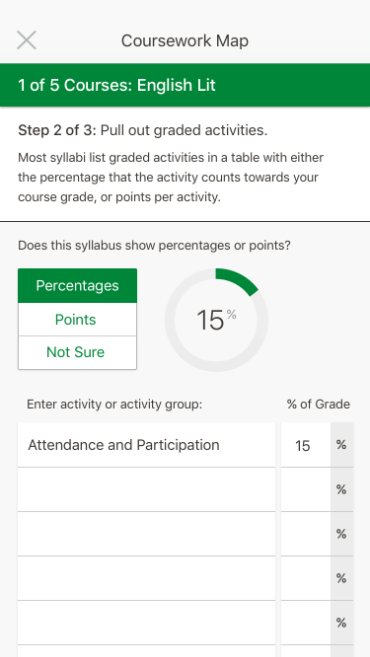 Coursework Map
1 of 5 Courses: English Lit
Step 2 of 3: Pull out graded activities.
Most syllabi list graded activities in a table with either
the percentage that the activity counts towards your
course grade, or points per activity.
Does this syllabus show percentages or points?
Percentages
Points
Not Sure
15%
Enter activity or activity group: % of Grade
Attendance and Participation 15 %
%
%
%
%